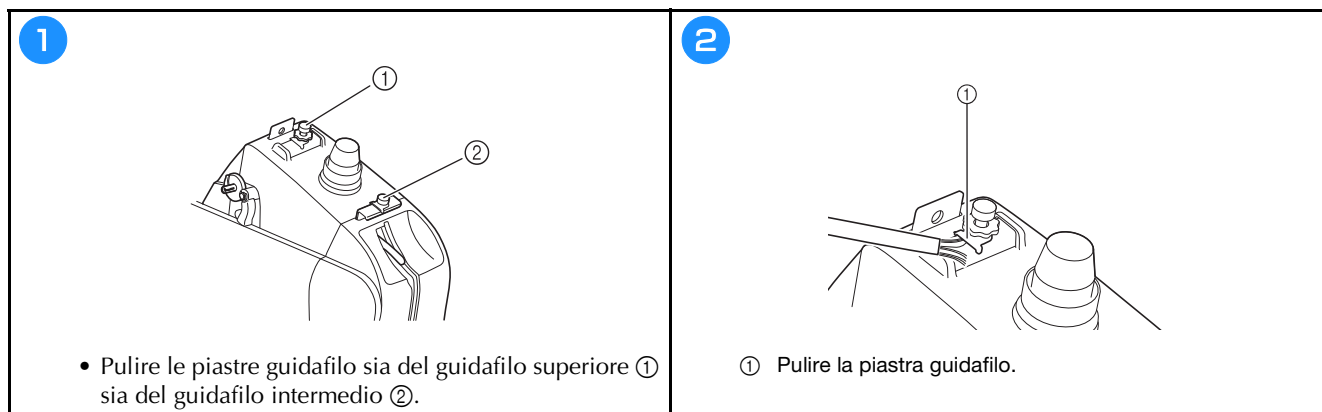 1
①
②
• Pulire le piastre guidafilo sia del guidafilo superiore ①
sia del guidafilo intermedio ②.
2
①
① Pulire la piastra guidafilo.